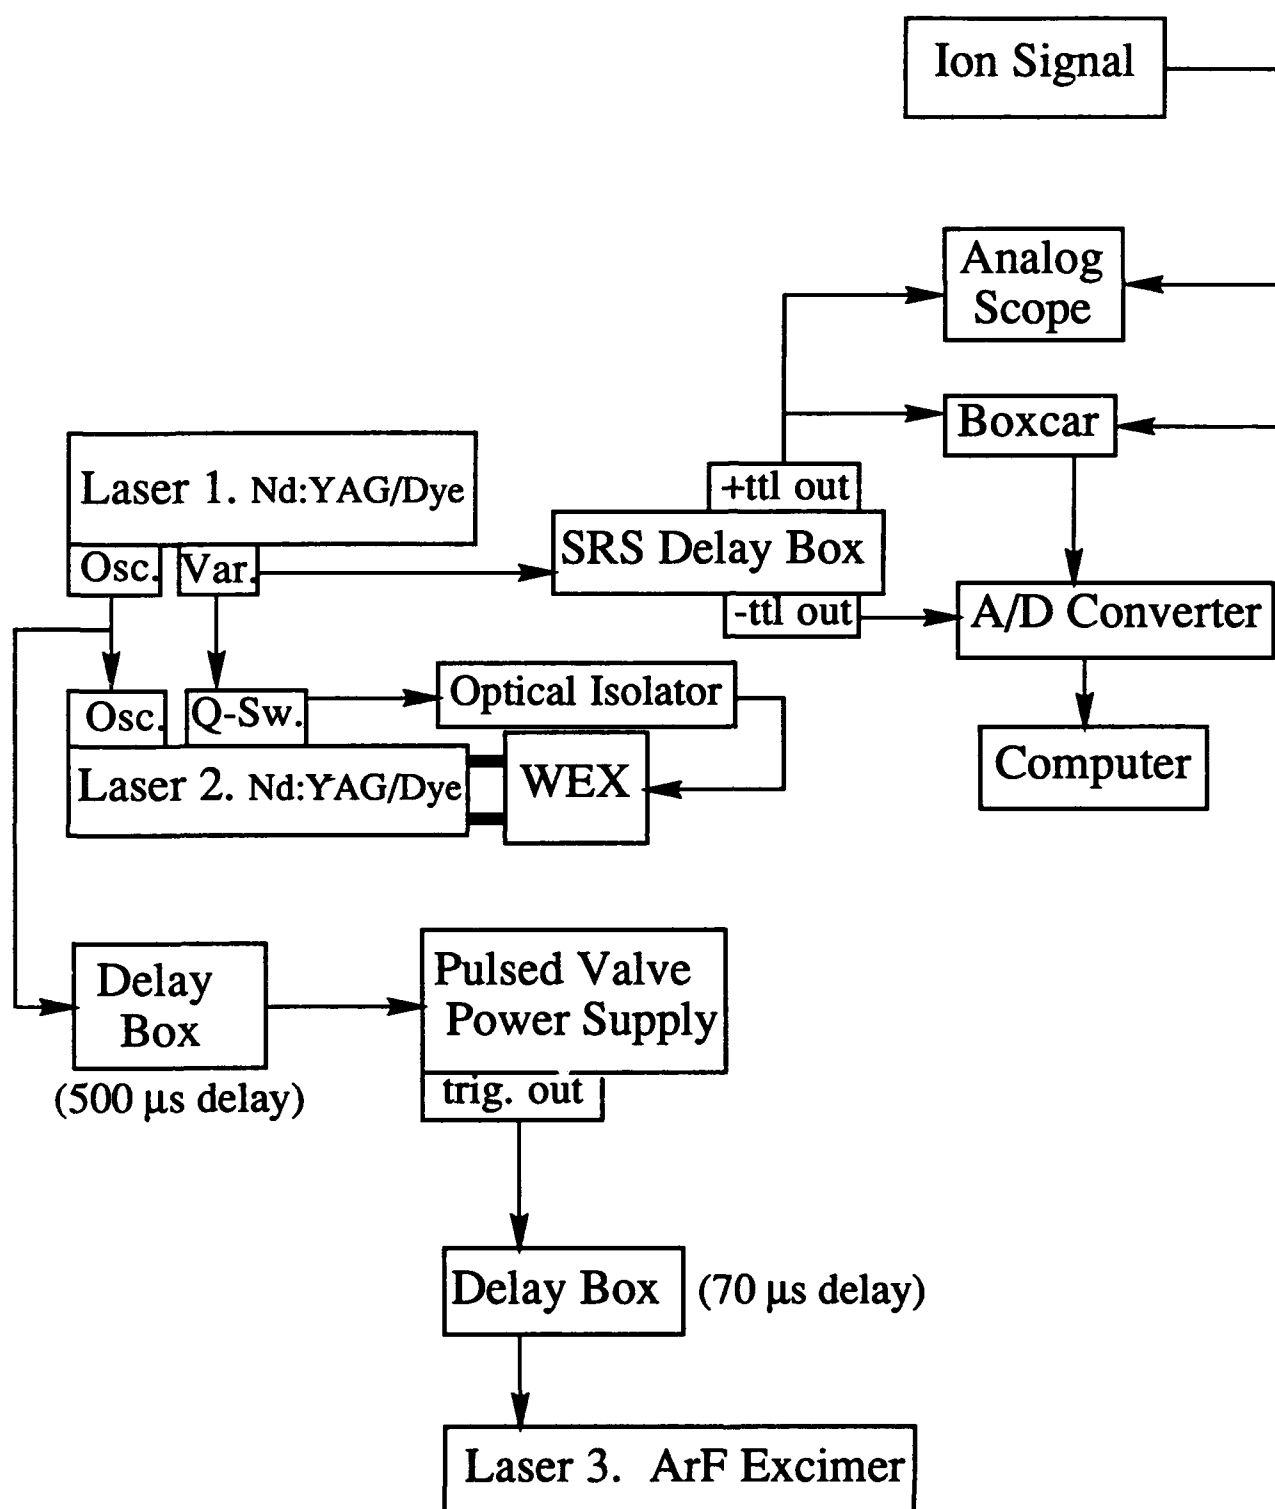 Ion Signal
Analog
Scope
Boxcar
Laser 1. Nd:YAG/Dye
+ttl out
SRS Delay Box
Osc.
Var.
-ttl out
A/D Converter
Optical Isolator
Osc.
Q-Sw.
Computer
WEX
Laser 2. Nd:YAG/Dye
Delay
Box
(500 μs delay)
Pulsed Valve
Power Supply
trig. out
Delay Box
(70 μs delay)
Laser 3. ArF Excimer